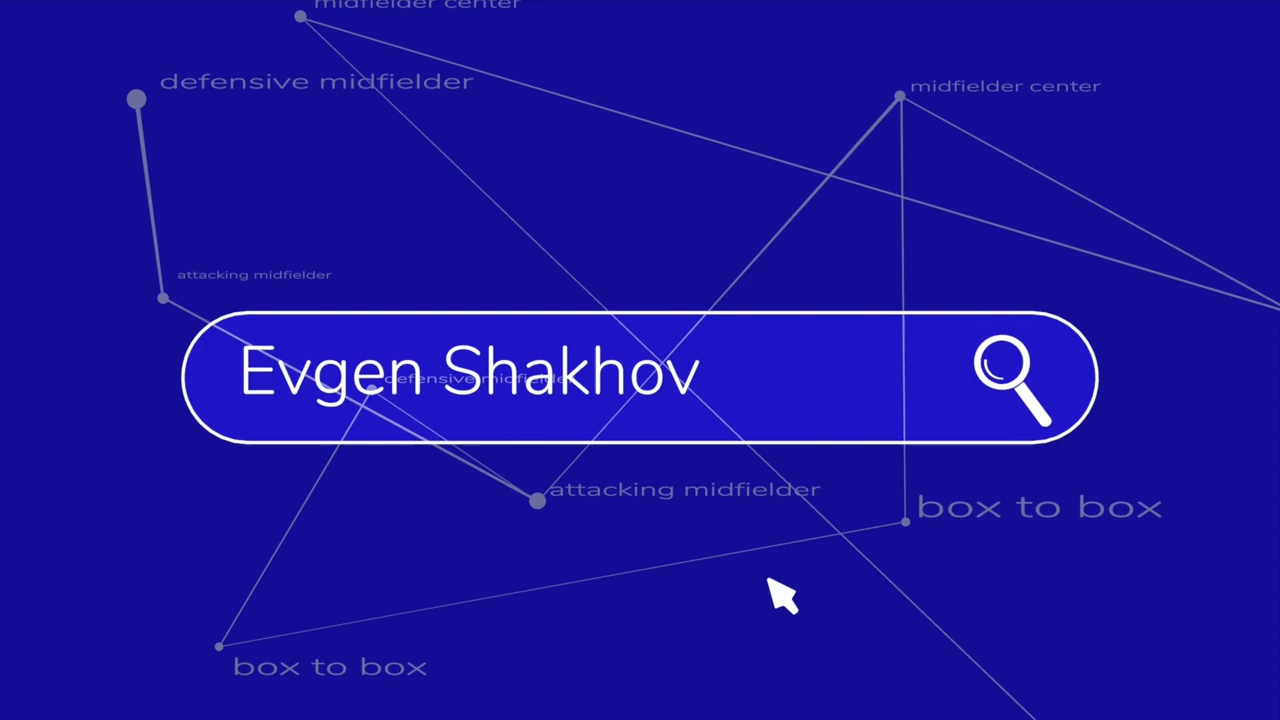 midfielder center
defensive midfielder
midfielder center
attacking midfielder
Evgen Shakhov
defensive midfielder
attacking midfielder
box to box
box to box